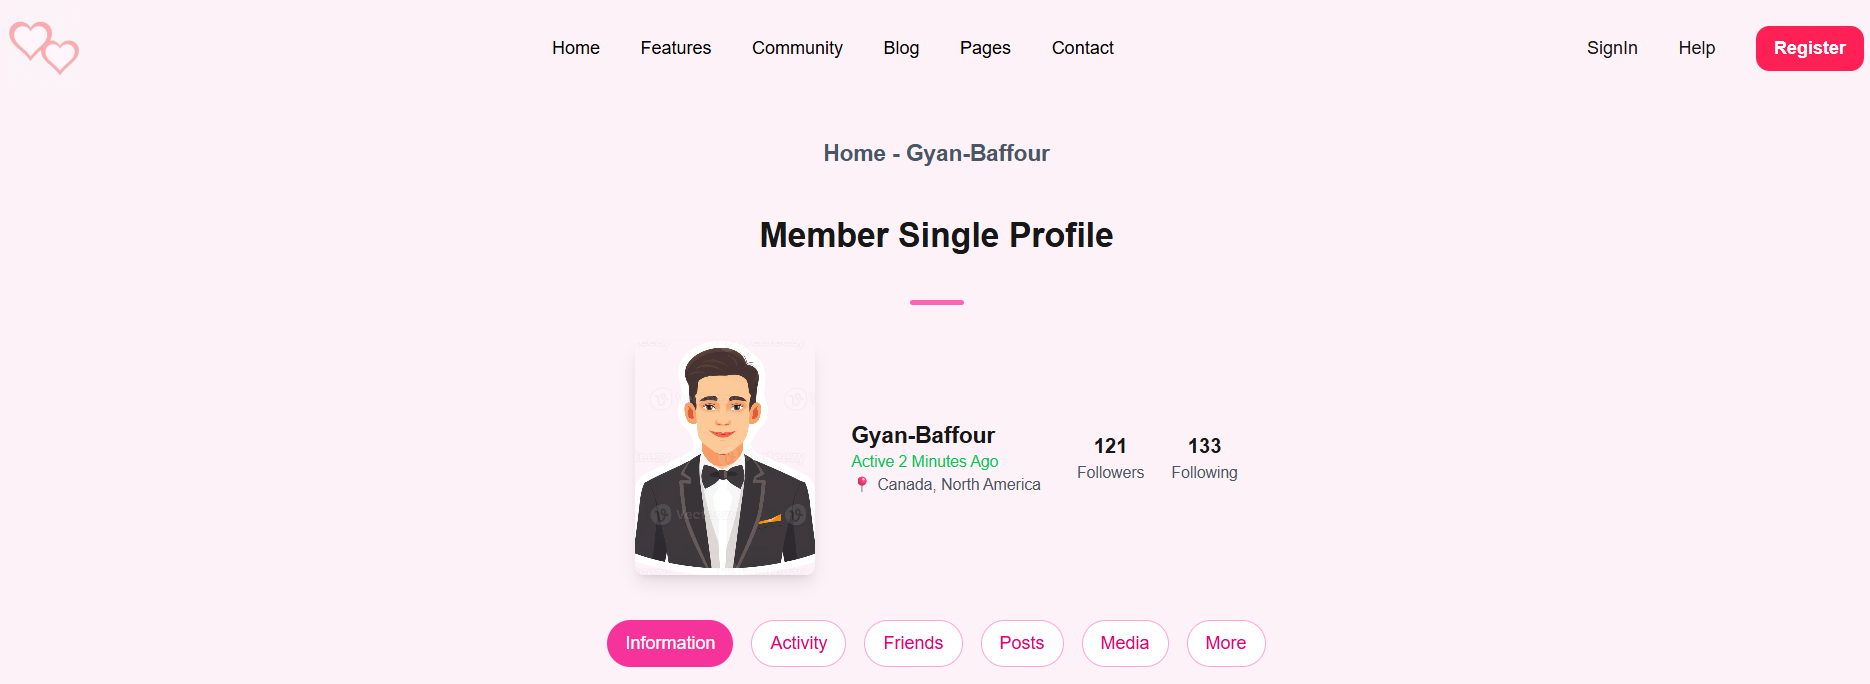 Home Features Community Blog Pages Contact SignIn Help Register
Home - Gyan-Baffour
Member Single Profile
Gyan-Baffour
Active 2 Minutes Ago
Canada, North America
121
Followers
133
Following
Information Activity Friends Posts Media More